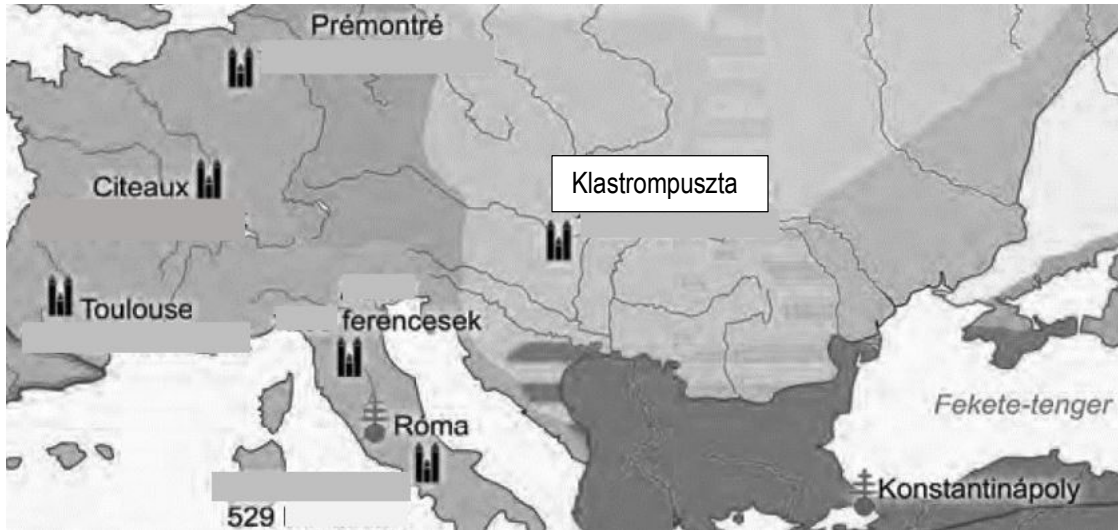 Prémontré
Klastrompuszta
Citeaux
Toulouse
ferencesek
Fekete-tenger
Róma
Konstantinápoly
529